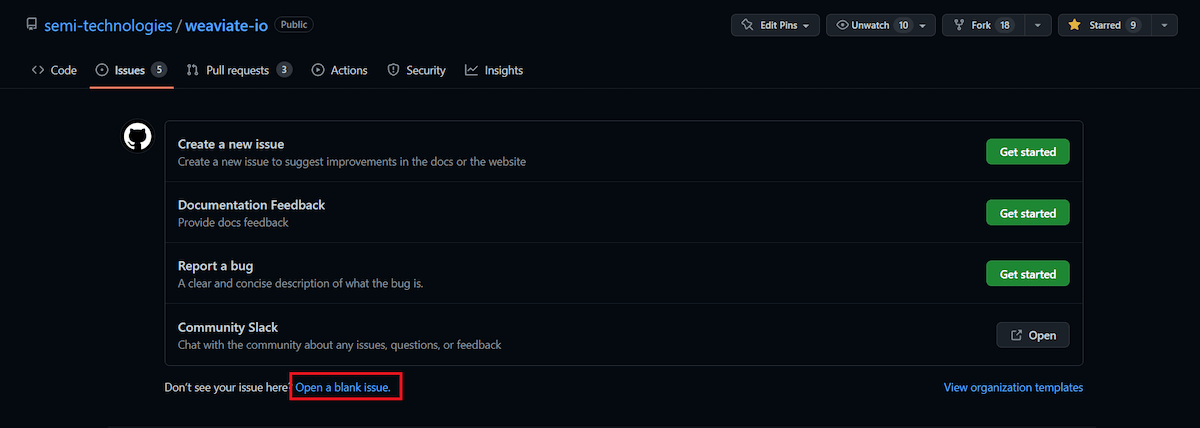 semi-technologies / weaviate-io Public
Edit Pins Unwatch 10 Fork 18 Starred 9
Code Issues 5 Pull requests 3 Actions Security Insights
Create a new issue
Create a new issue to suggest improvements in the docs or the website
Get started
Documentation Feedback
Provide docs feedback
Get started
Report a bug
A clear and concise description of what the bug is.
Get started
Community Slack
Chat with the community about any issues, questions, or feedback
Open
Don't see your issue here? Open a blank issue.
View organization templates